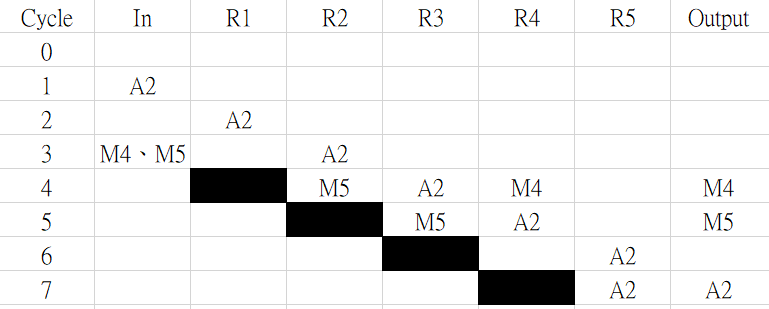 Cycle In R1 R2 R3 R4 R5 Output
0
1 A2
2 A2
3 M4、M5 A2
4 M5 A2 M4 M4
5 M5 A2 M5
6 A2
7 A2 A2